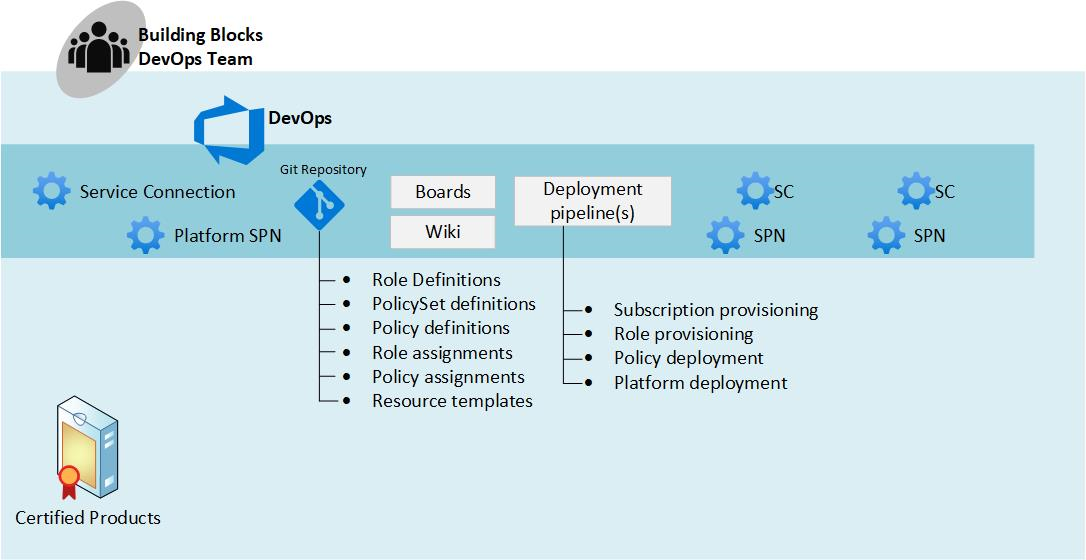 Building Blocks
DevOps Team
DevOps
Git Repository
Service Connection
Platform SPN
Boards
Wiki
Deployment
pipeline(s)
SC
SPN
SC
SPN
• Role Definitions
• PolicySet definitions
• Policy definitions
• Role assignments
• Policy assignments
• Resource templates
• Subscription provisioning
• Role provisioning
• Policy deployment
• Platform deployment
Certified Products